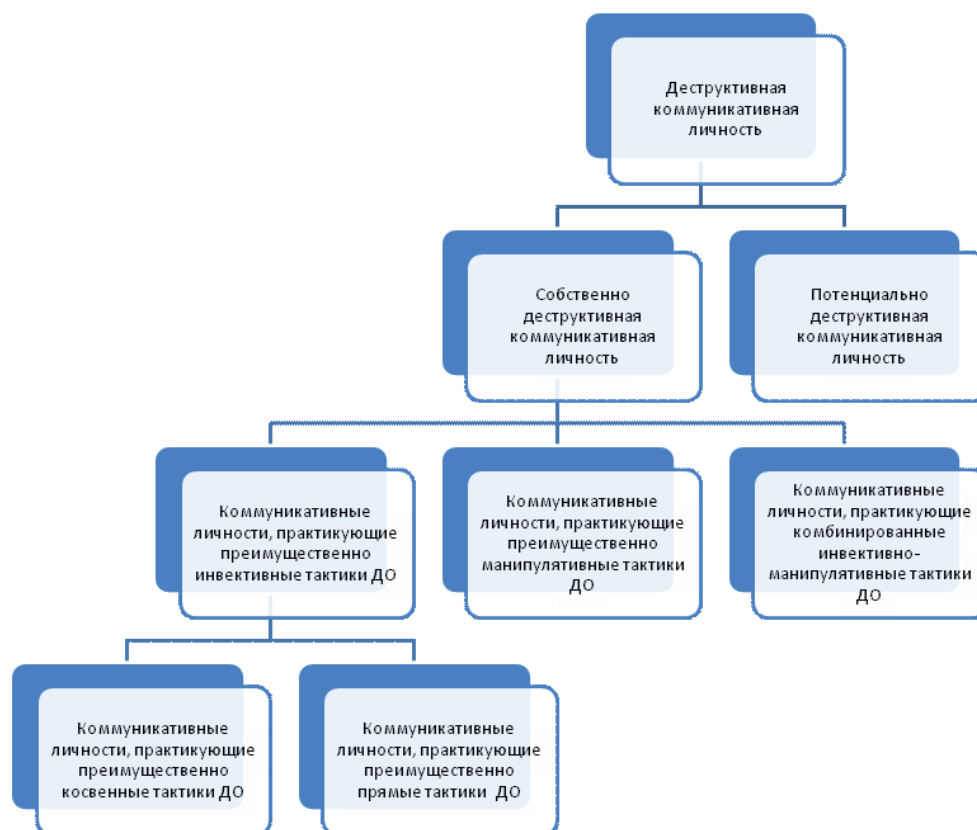 Деструктивная
коммуникативная
личность
Собственно
деструктивная
коммуникативная
личность
Потенциально
деструктивная
коммуникативная
личность
Коммуникативные
личности, практикующие
преимущественно
инвективные тактики ДО
Коммуникативные
личности, практикующие
преимущественно
манипулятивные тактики
ДО
Коммуникативные
личности, практикующие
комбинированные
инвективно-
манипулятивные тактики
ДО
Коммуникативные
личности, практикующие
преимущественно
косвенные тактики ДО
Коммуникативные
личности, практикующие
преимущественно
прямые тактики ДО